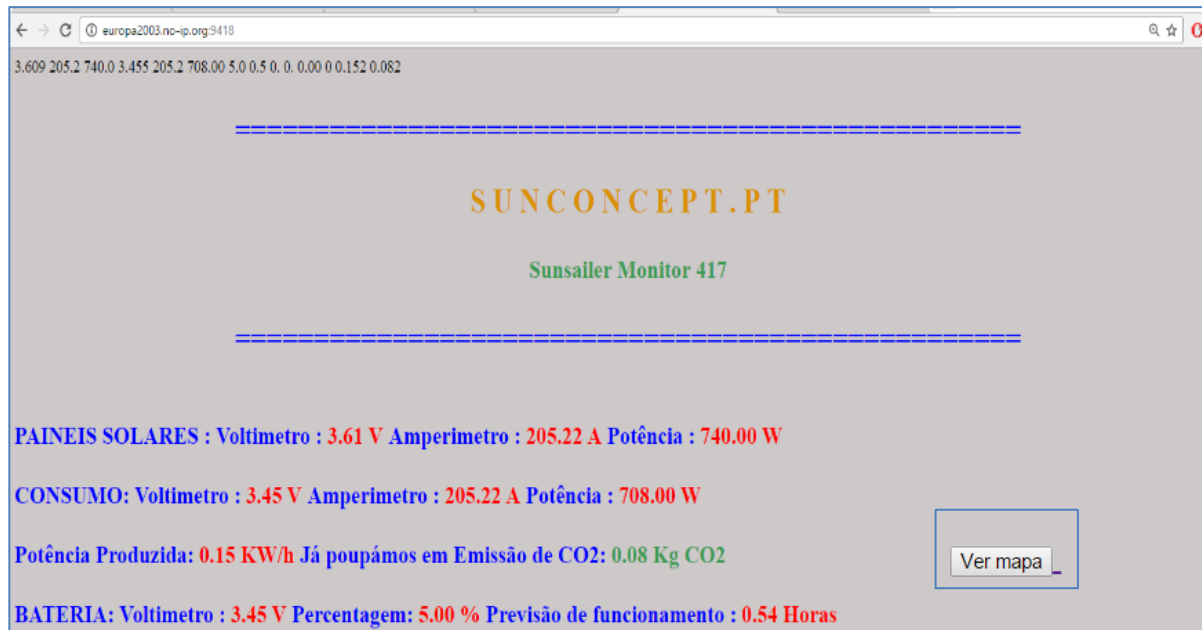 europa2003.no-ip.org:9418
3.609 205.2 740.0 3.455 205.2 708.00 5.0 0.5 0. 0. 0.00 0 0.152 0.082
==================================================
S U N C O N C E P T . P T
Sunsailer Monitor 417
==================================================
PAINEIS SOLARES : Voltimetro : 3.61 V Amperimetro : 205.22 A Potência : 740.00 W
CONSUMO: Voltimetro : 3.45 V Amperimetro : 205.22 A Potência : 708.00 W
Potência Produzida: 0.15 KW/h Já poupámos em Emissão de CO2: 0.08 Kg CO2
Ver mapa
BATERIA: Voltimetro : 3.45 V Percentagem: 5.00 % Previsão de funcionamento : 0.54 Horas